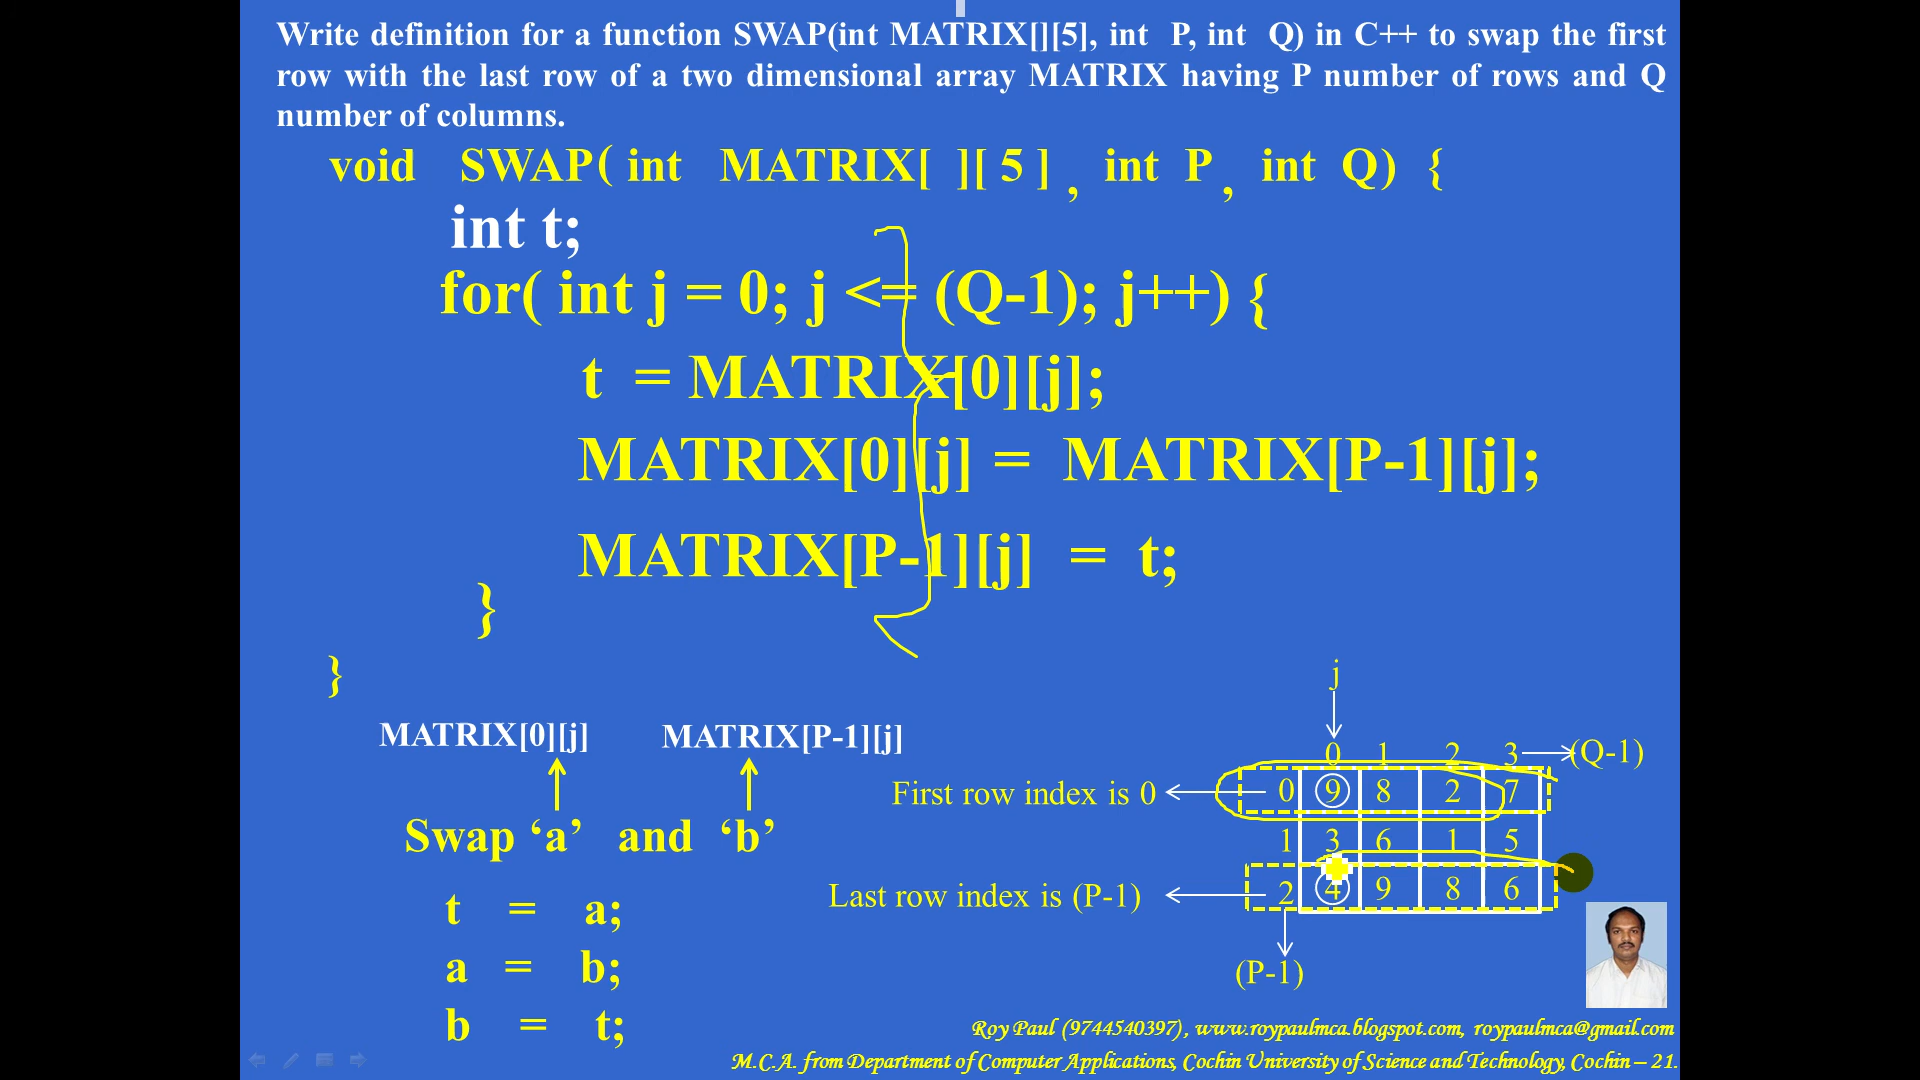 Write definition for a function SWAP(int MATRIX[][5], int P, int Q) in C++ to swap the first
row with the last row of a two dimensional array MATRIX having P number of rows and Q
number of columns.
void SWAP( int MATRIX[ ][ 5 ] , int P , int Q) {
int t;
for( int j = 0; j <= (Q-1); j++) {
t = MATRIX[0][j];
MATRIX[0][j] = MATRIX[P-1][j];
MATRIX[P-1][j] = t;
}
}
MATRIX[0][j] MATRIX[P-1][j]
Swap ‘a’ and ‘b’
t = a;
a = b;
b = t;
j
0 1 2 3 (Q-1)
First row index is 0 0 9 8 2 7
1 3 6 1 5
Last row index is (P-1) 2 4 9 8 6
(P-1)
Roy Paul (9744540397), www.roypaulmca.blogspot.com, roypaulmca@gmail.com
M.C.A. from Department of Computer Applications, Cochin University of Science and Technology, Cochin – 21.